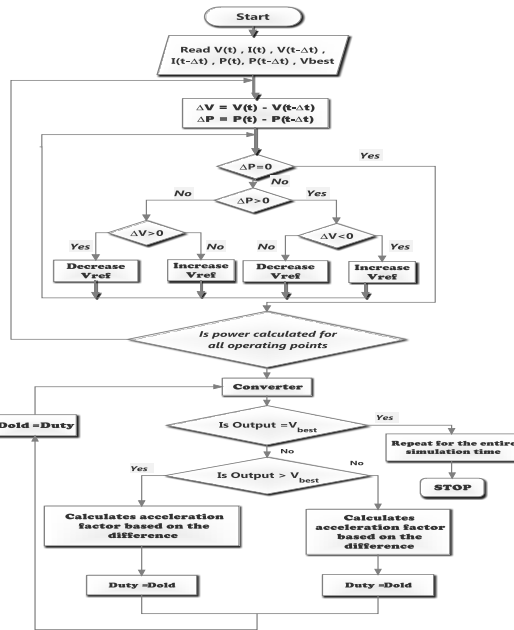 Start
Read V(t) , I(t) , V(t-Δt) ,
I(t-Δt) , P(t), P(t-Δt) , Vbest
ΔV = V(t) - V(t-Δt)
ΔP = P(t) - P(t-Δt)
Yes
ΔP=0
No
No
ΔP>0
Yes
ΔV>0
ΔV<0
Yes
No
No
Yes
Decrease
Vref
Increase
Vref
Decrease
Vref
Increase
Vref
Is power calculated for
all operating points
Converter
Dold =Duty
Is Output =Vbest
Yes
Repeat for the entire
simulation time
STOP
No
Yes
Is Output > Vbest
No
Calculates acceleration
factor based on the
difference
Calculates
acceleration factor
based on the
difference
Duty =Dold
Duty =Dold